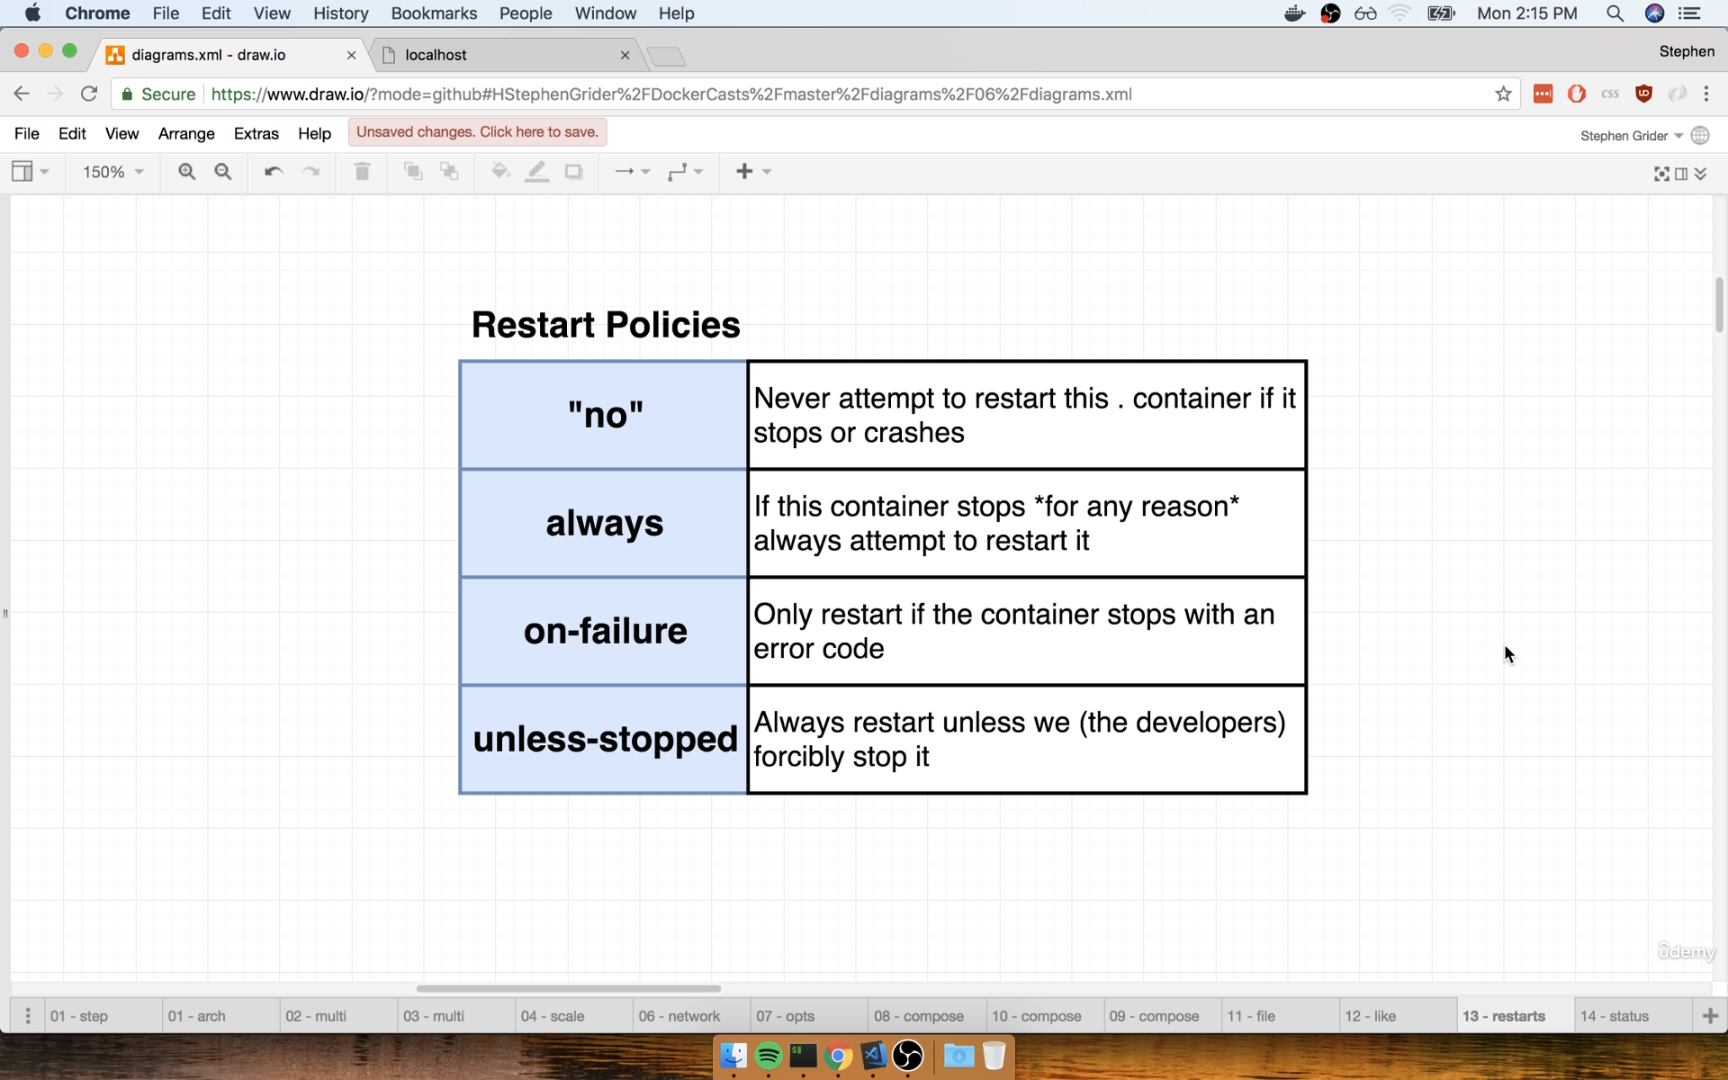 Chrome File Edit View History Bookmarks People Window Help Mon 2:15 PM
diagrams.xml - draw.io localhost Stephen
Secure https://www.draw.io/?mode=github#HStephenGrider%2FDockerCasts%2Fmaster%2Fdiagrams%2F06%2Fdiagrams.xml CSS
File Edit View Arrange Extras Help Unsaved changes. Click here to save. Stephen Grider
150%
Restart Policies
"no"
Never attempt to restart this . container if it
stops or crashes
always
If this container stops *for any reason*
always attempt to restart it
on-failure
Only restart if the container stops with an
error code
unless-stopped
Always restart unless we (the developers)
forcibly stop it
ûdemy
01 - step 01 - arch 02 - multi 03 - multi 04 - scale 06 - network 07 - opts 08 - compose 10 - compose 09 - compose 11 - file 12 - like 13 - restarts 14 - status